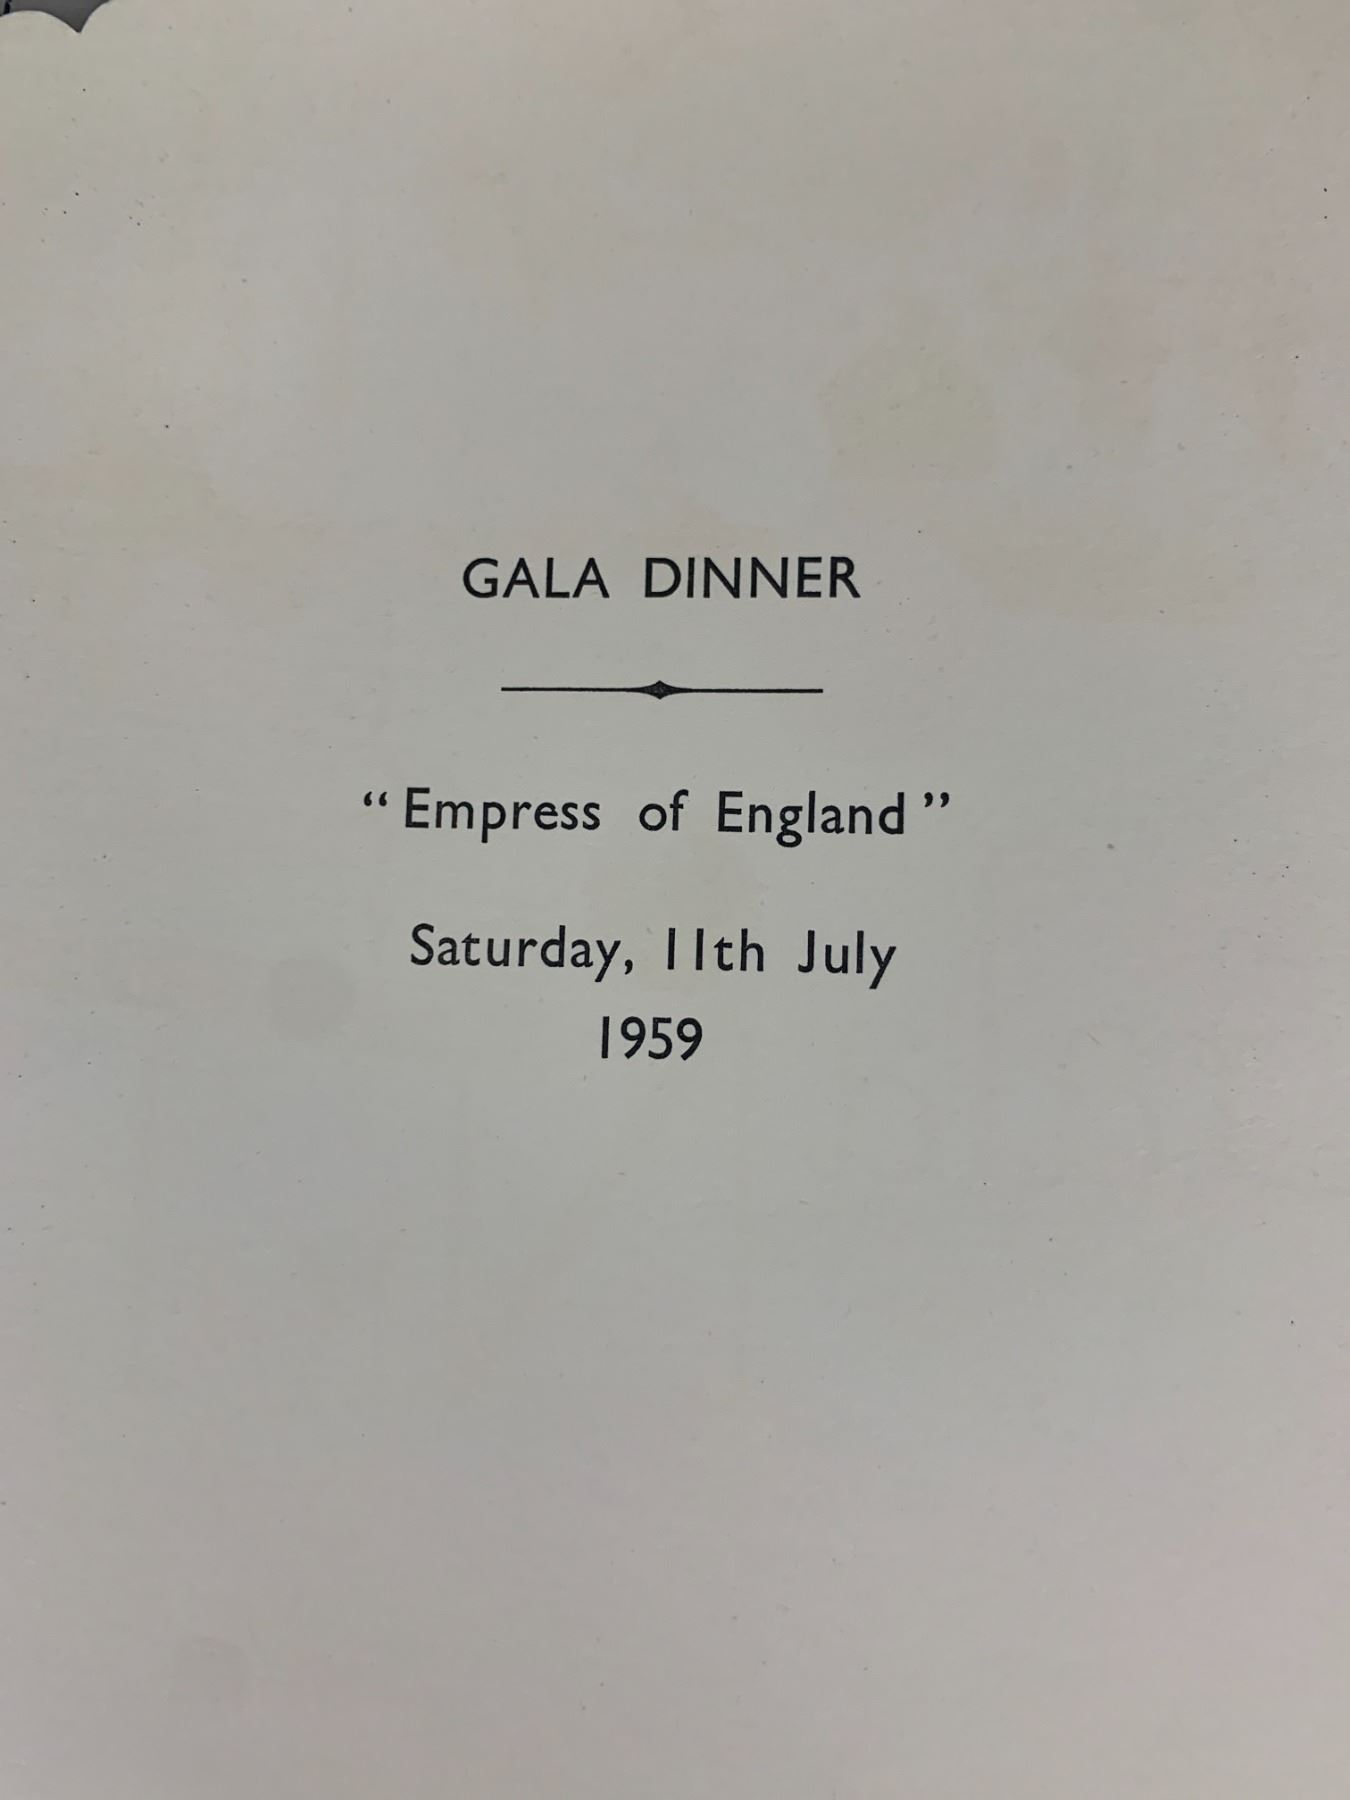 GALA DINNER
“ Empress of England ”
Saturday, 11th July
1959